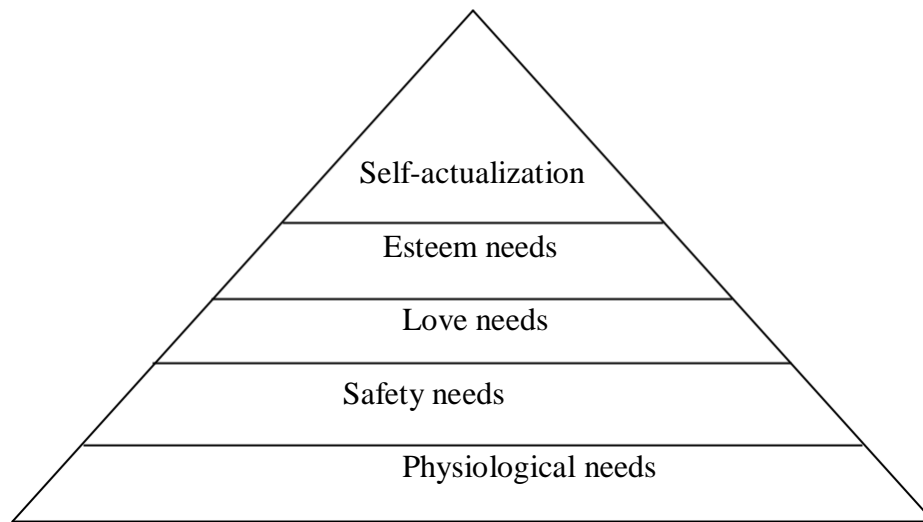 Self-actualization
Esteem needs
Love needs
Safety needs
Physiological needs